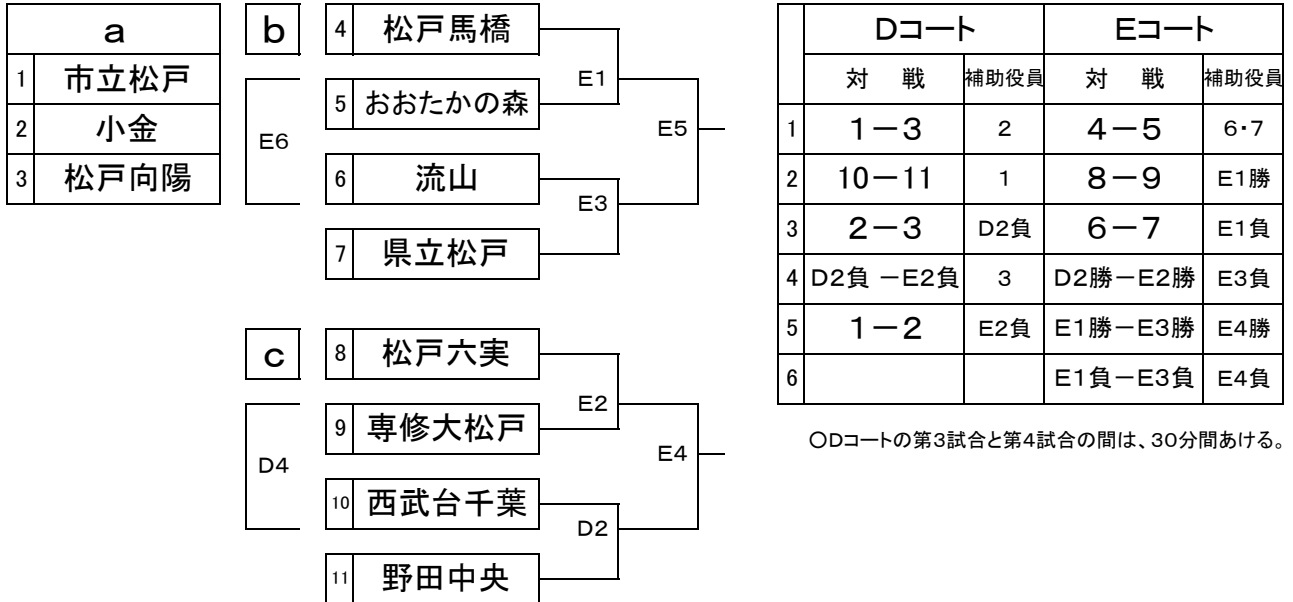 a
1 市立松戸
2 小金
3 松戸向陽
b
E6
4 松戸馬橋
5 おおたかの森
6 流山
7 県立松戸
E1
E3
E5
c
D4
8 松戸六実
9 専修大松戸
10 西武台千葉
11 野田中央
E2
D2
E4
Dコート Eコート
対 戦 補助役員 対 戦 補助役員
1 1-3 2 4-5 6・7
2 10-11 1 8-9 E1勝
3 2-3 D2負 6-7 E1負
4 D2負 -E2負 3 D2勝-E2勝 E3負
5 1-2 E2負 E1勝-E3勝 E4勝
6 E1負-E3負 E4負
○Dコートの第3試合と第4試合の間は、30分間あける。